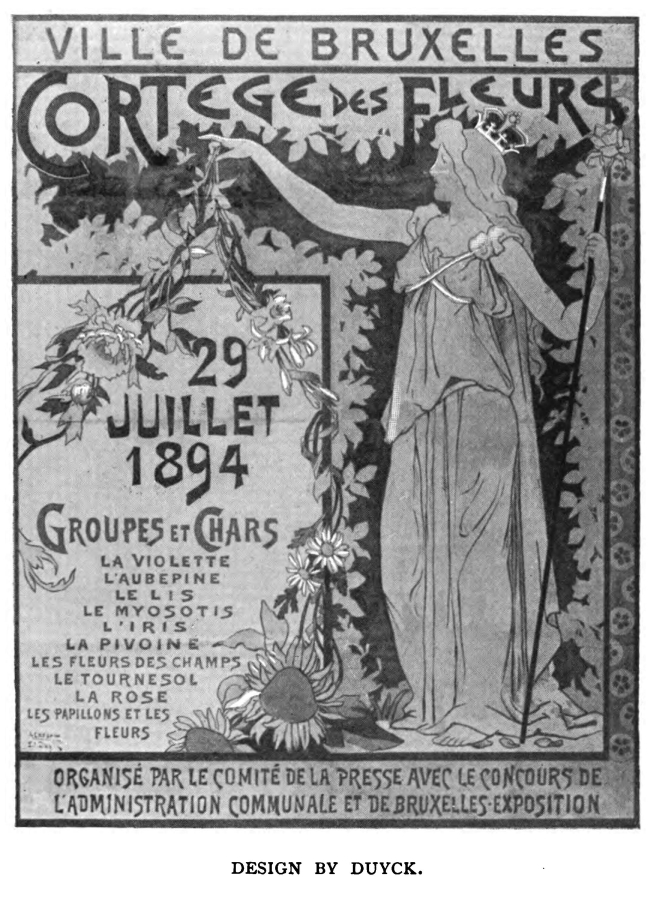 VILLE DE BRUXELLES
CORTEGE DES FLEURS
29
JUILLET
1894
GROUPES ET CHARS
LA VIOLETTE
L'AUBEPINE
LE LIS
LE MYOSOTIS
L'IRIS
LA PIVOINE
LES FLEURS DES CHAMPS
LE TOURNESOL
LA ROSE
LES PAPILLONS ET LES
FLEURS
ORGANISÉ PAR LE COMITÉ DE LA PRESSE AVEC LE CONCOURS DE
L'ADMINISTRATION COMMUNALE ET DE BRUXELLES-EXPOSITION
DESIGN BY DUYCK.